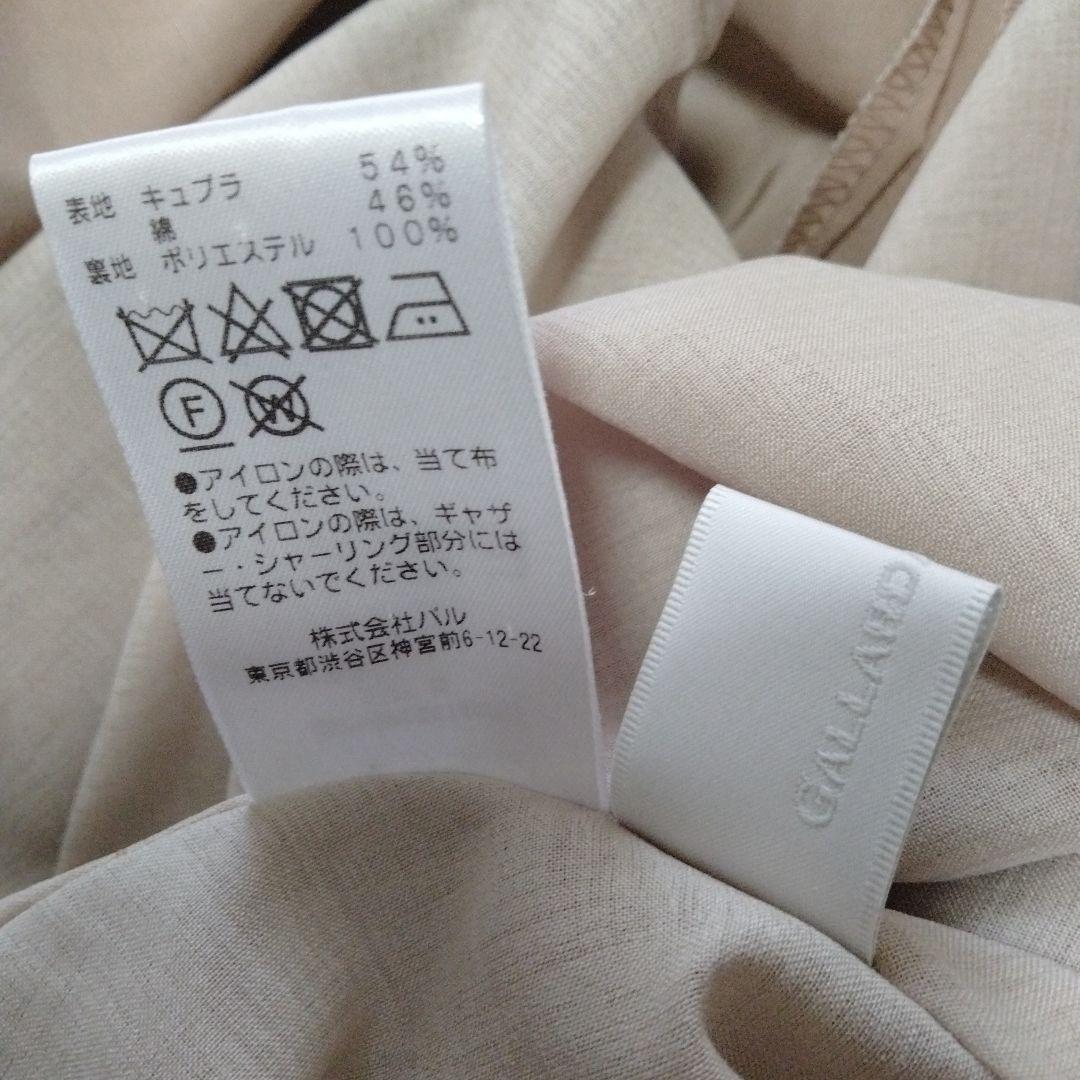 表地 キュプラ 54%
綿 46%
裏地 ポリエステル 100%
F
W
●アイロンの際は、当て布
をしてください。
●アイロンの際は、ギャザ
ー・シャーリング部分には
当てないでください。
株式会社パル
東京都渋谷区神宮前6-12-22
GALLARD